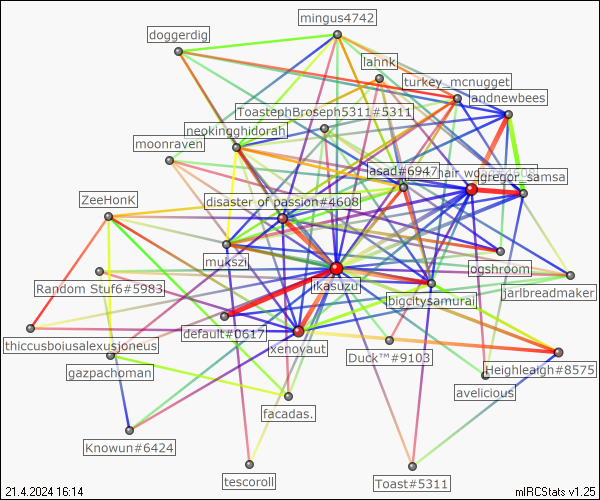 mingus4742
doggerdig
lahnk
turkey_mcnugget
andnewbees
ToastephBroseph5311#5311
neokingghidorah
moonraven
asad#6947
gregor_samsa
disaster of passion#4608
ZeeHonK
mukszi
ogshroom
ikasuzu
Random Stuf6#5983
bigcitysamurai
jarlbreadmaker
default#0617
thiccusboiusalexusjoneus
xenoyaut
Duck™#9103
gazpachoman
Heighleaigh#8575
avelicious
facadas.
Knowun#6424
tescoroll
Toast#5311
21.4.2024 16:14
mIRCStats v1.25